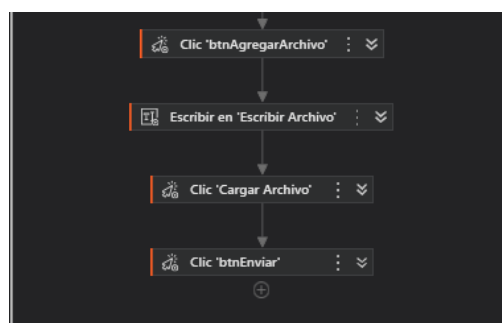 Clic 'btnAgregarArchivo'
Escribir en 'Escribir Archivo'
Clic 'Cargar Archivo'
Clic 'btnEnviar'